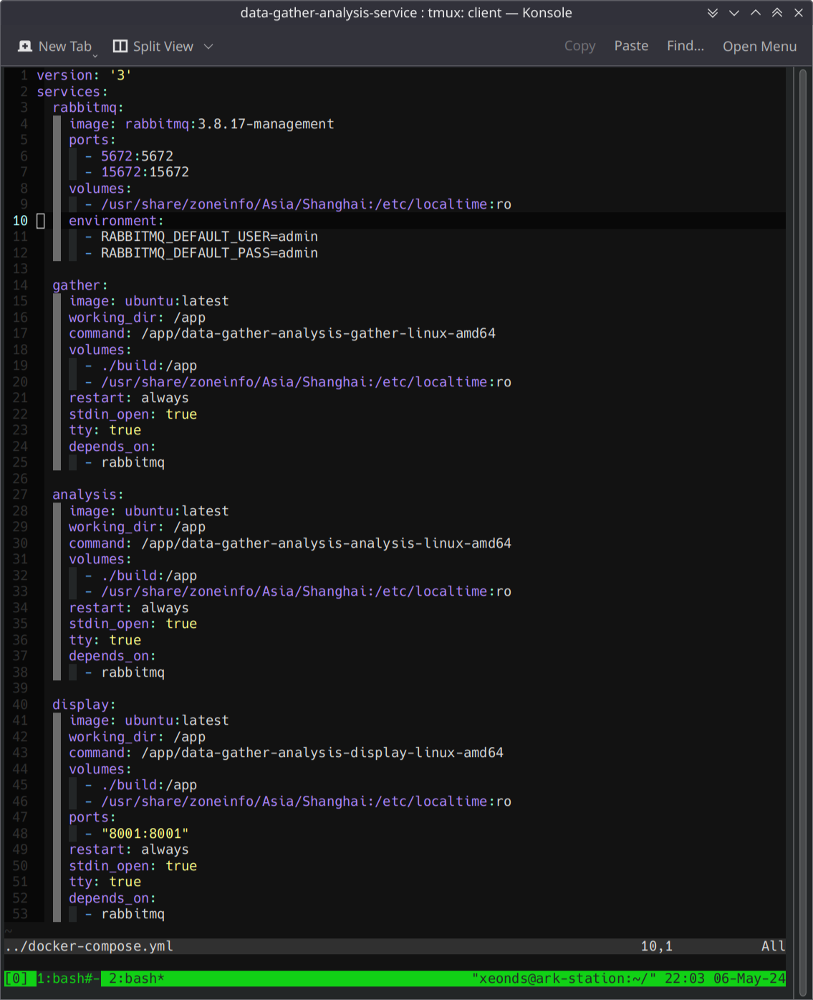 data-gather-analysis-service : tmux: client — Konsole
New Tab Split View Copy Paste Find... Open Menu
1 version: '3'
2 services:
3   rabbitmq:
4     image: rabbitmq:3.8.17-management
5     ports:
6       - 5672:5672
7       - 15672:15672
8     volumes:
9       - /usr/share/zoneinfo/Asia/Shanghai:/etc/localtime:ro
10     environment:
11       - RABBITMQ_DEFAULT_USER=admin
12       - RABBITMQ_DEFAULT_PASS=admin
13
14   gather:
15     image: ubuntu:latest
16     working_dir: /app
17     command: /app/data-gather-analysis-gather-linux-amd64
18     volumes:
19       - ./build:/app
20       - /usr/share/zoneinfo/Asia/Shanghai:/etc/localtime:ro
21     restart: always
22     stdin_open: true
23     tty: true
24     depends_on:
25       - rabbitmq
26
27   analysis:
28     image: ubuntu:latest
29     working_dir: /app
30     command: /app/data-gather-analysis-analysis-linux-amd64
31     volumes:
32       - ./build:/app
33       - /usr/share/zoneinfo/Asia/Shanghai:/etc/localtime:ro
34     restart: always
35     stdin_open: true
36     tty: true
37     depends_on:
38       - rabbitmq
39
40   display:
41     image: ubuntu:latest
42     working_dir: /app
43     command: /app/data-gather-analysis-display-linux-amd64
44     volumes:
45       - ./build:/app
46       - /usr/share/zoneinfo/Asia/Shanghai:/etc/localtime:ro
47     ports:
48       - "8001:8001"
49     restart: always
50     stdin_open: true
51     tty: true
52     depends_on:
53       - rabbitmq
~
../docker-compose.yml 10,1 All
[0] 1:bash#- 2:bash* "xeonds@ark-station:~/" 22:03 06-May-24